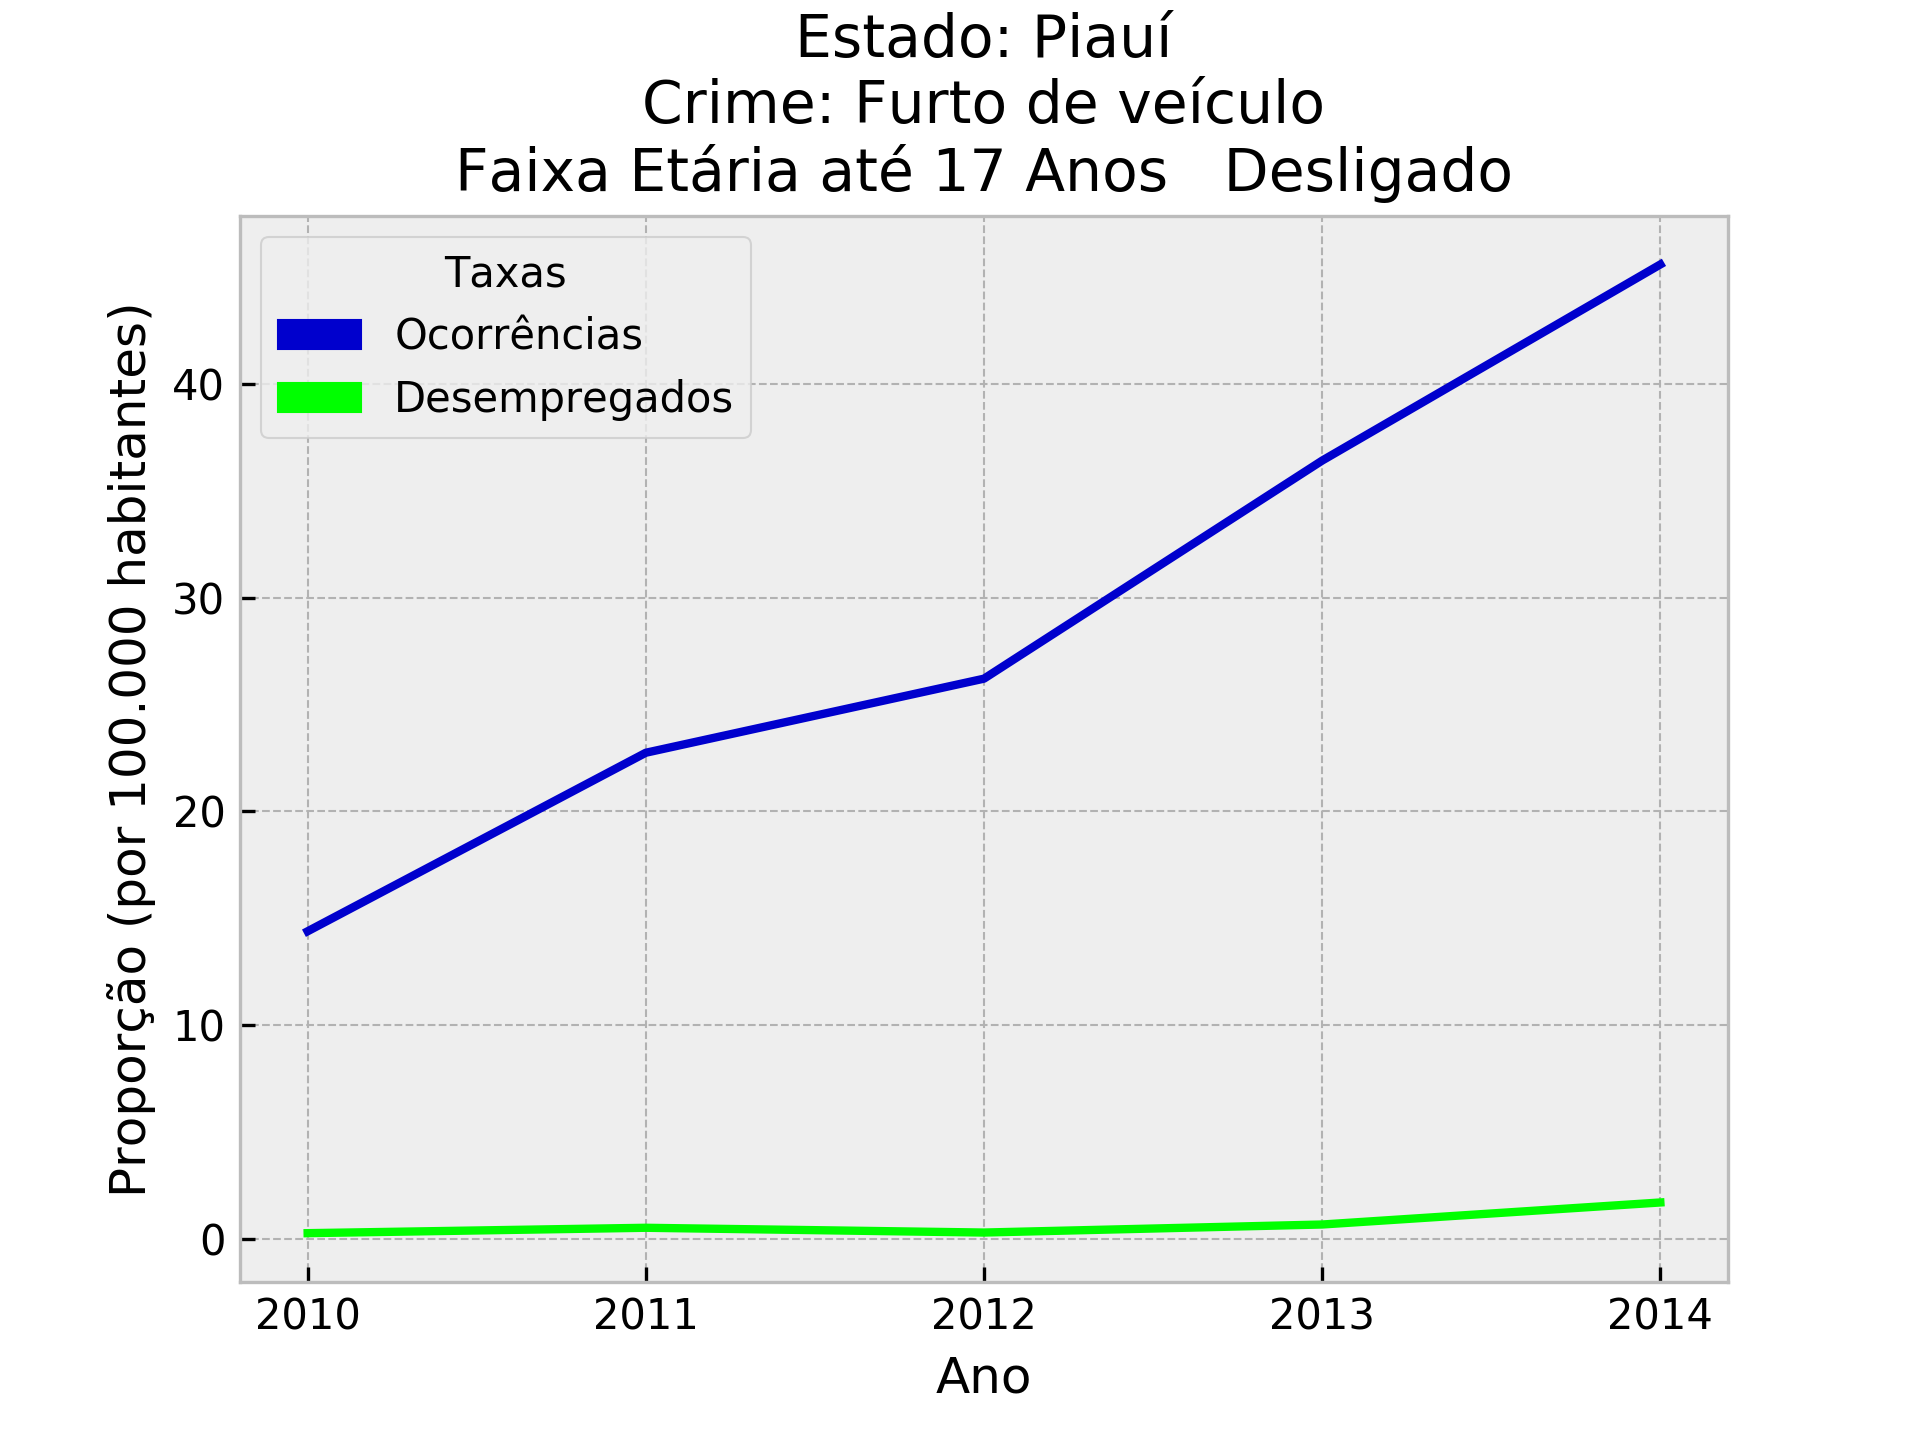 Estado: Piauí
Crime: Furto de veículo
Faixa Etária até 17 Anos   Desligado
Taxas
Ocorrências
Desempregados
Proporção (por 100.000 habitantes)
40
30
20
10
0
2010 2011 2012 2013 2014
Ano